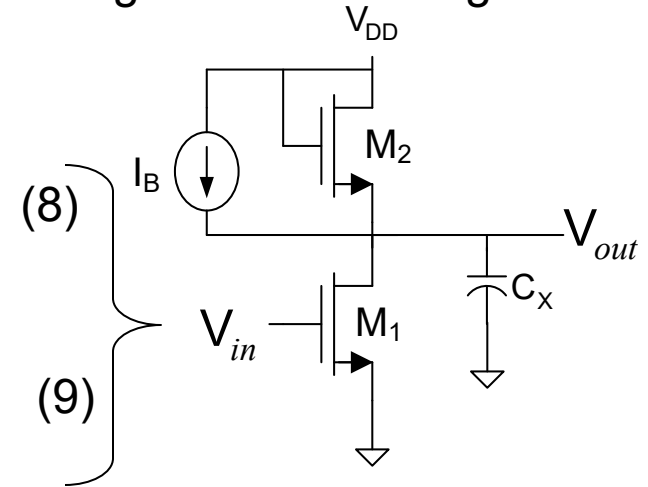 V_DD
M_2
I_B
(8)
V_out
C_X
V_in
M_1
(9)